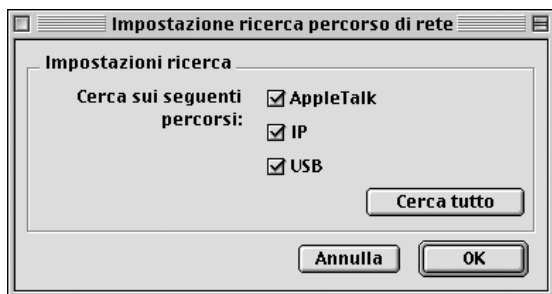 Impostazione ricerca percorso di rete
Impostazioni ricerca
Cerca sui seguenti
percorsi:
AppleTalk
IP
USB
Cerca tutto
Annulla
OK